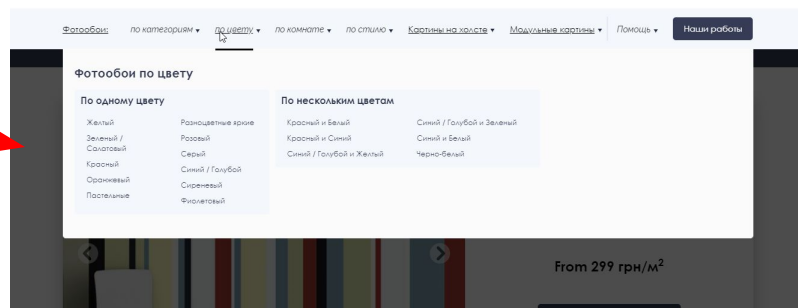 Фотообои: по категориям по цвету по комнате по стилю Картины на холсте Модульные картины Помощь Наши работы
Фотообои по цвету
По одному цвету
Желтый
Зеленый /
Салатовый
Красный
Оранжевый
Пастельные
Разноцветные яркие
Розовый
Серый
Синий / Голубой
Сиреневый
Фиолетовый
По нескольким цветам
Красный и Белый
Красный и Синий
Синий / Голубой и Желтый
Синий / Голубой и Зеленый
Синий и Белый
Черно-белый
From 299 грн/м²